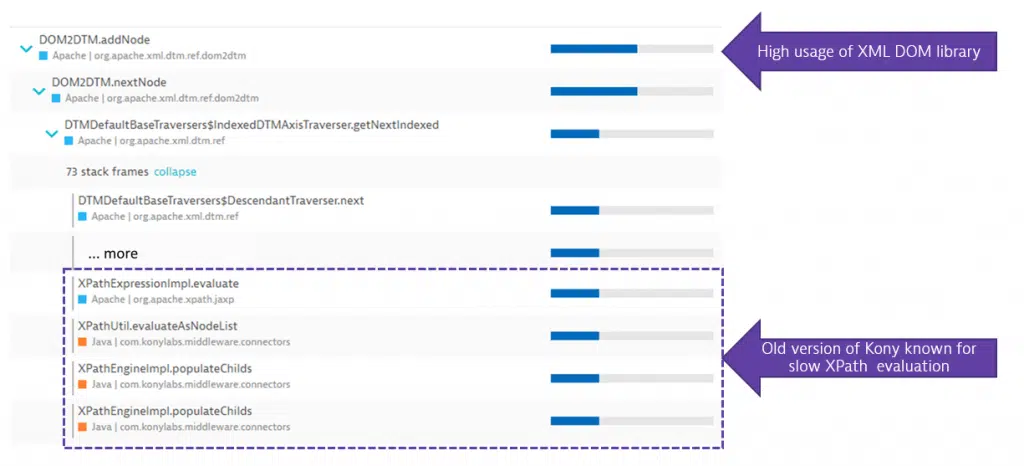 DOM2DTM.addNode
Apache | org.apache.xml.dtm.ref.dom2dtm
High usage of XML DOM library
DOM2DTM.nextNode
Apache | org.apache.xml.dtm.ref.dom2dtm
DTMDefaultBaseTraversers$IndexedDTMAxisTraverser.getNextIndexed
Apache | org.apache.xml.dtm.ref
73 stack frames collapse
DTMDefaultBaseTraversers$DescendantTraverser.next
Apache | org.apache.xml.dtm.ref
... more
XPathExpressionImpl.evaluate
Apache | org.apache.xpath.jaxp
XPathUtil.evaluateAsNodeList
Java | com.konylabs.middleware.connectors
Old version of Kony known for
slow XPath evaluation
XPathEngineImpl.populateChilds
Java | com.konylabs.middleware.connectors
XPathEngineImpl.populateChilds
Java | com.konylabs.middleware.connectors